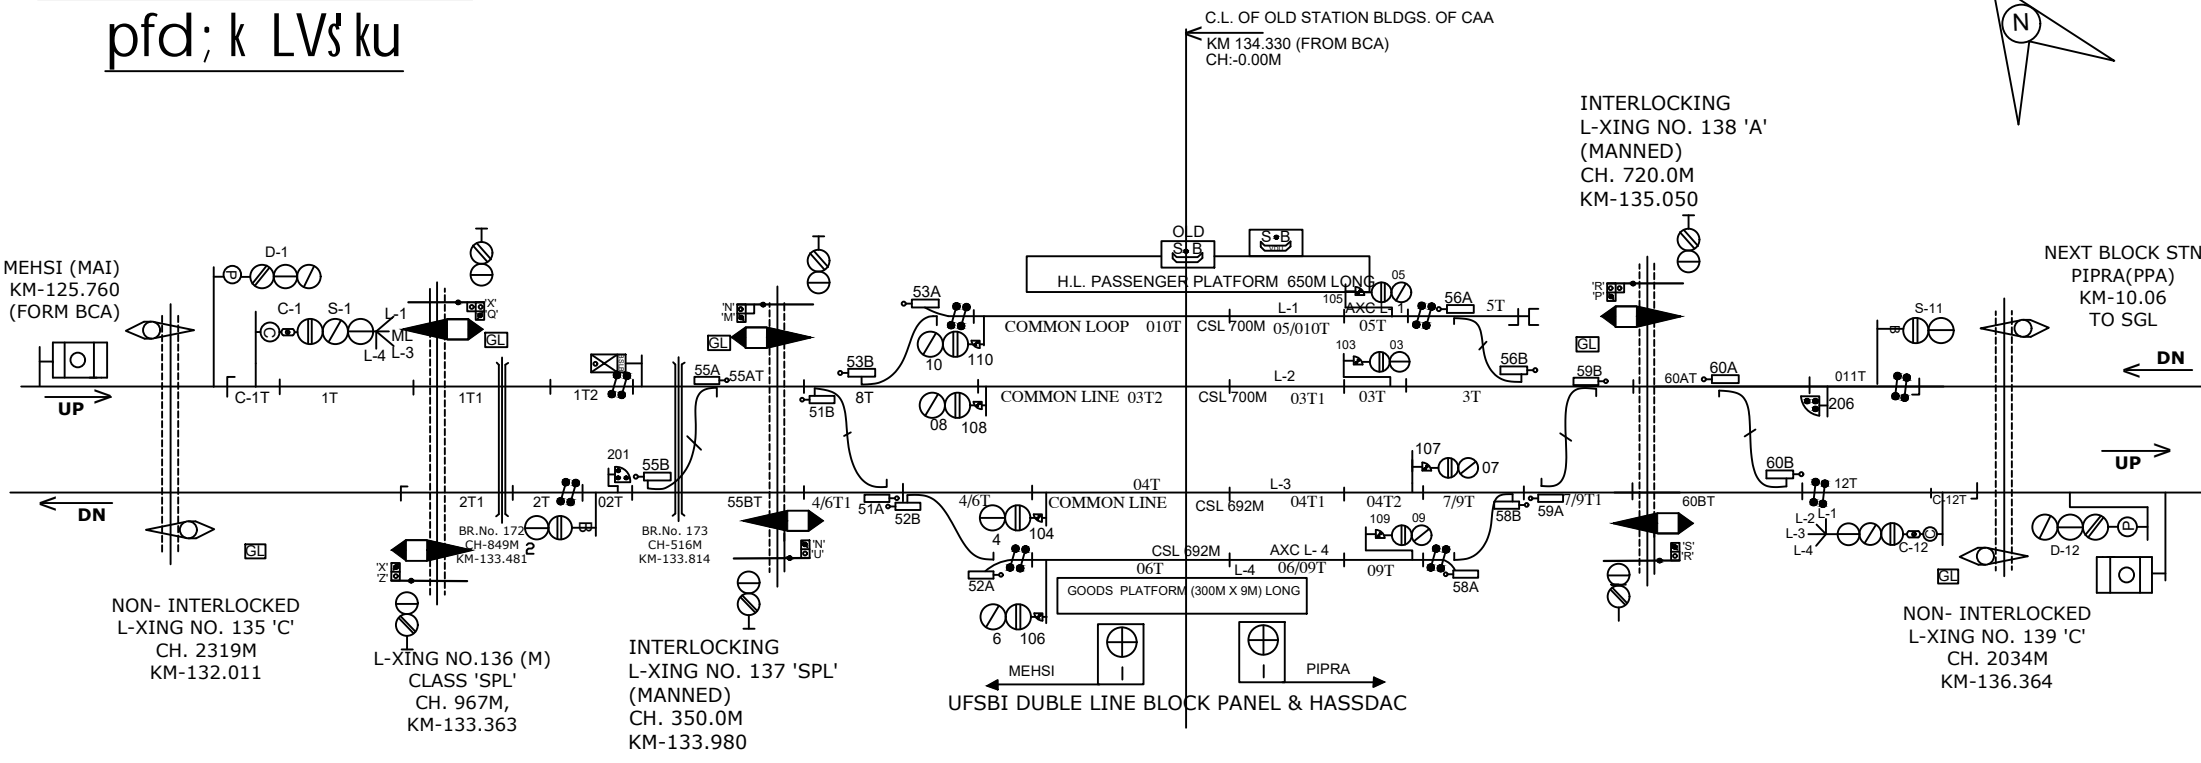 pfd;k LVs'ku
C.L. OF OLD STATION BLDGS. OF CAA
KM 134.330 (FROM BCA)
CH:-0.00M
N
INTERLOCKING
L-XING NO. 138 'A'
(MANNED)
CH. 720.0M
KM-135.050
MEHSI (MAI)
KM-125.760
(FORM BCA)
NEXT BLOCK STN
PIPRA(PPA)
KM-10.06
TO SGL
D-1
P
C-1 S-1
C
L-1
ML
L-3
L-4
'X'
'Q'
GL
'N'
'M'
GL
OLD
S B
S B
H.L. PASSENGER PLATFORM 650M LONG
53A
105
05
56A
5T
'R'
'P'
GL
S-11
B
DN
COMMON LOOP 010T
CSL 700M
L-1
05/010T
AXC L- 1
05T
10
110
53B
103
03
56B
59B
60A
55A
55AT
C-1T
1T
1T1
1T2
51B
8T
L-2
60AT
011T
UP
COMMON LINE 03T2
CSL 700M
03T1
03T
3T
206
08
108
107
07
201
55B
60B
UP
DN
2T1
2T
02T
55BT
4/6T1
51A
52B
4/6T
04T
COMMON LINE
L-3
CSL 692M
04T1
04T2
7/9T
58B
59A
7/9T1
60BT
12T
C-12T
BR.No. 172
CH-849M
KM-133.481
2
B
BR.No. 173
CH-516M
KM-133.814
'N'
'U'
4
104
109
09
L-1
L-2
L-3
L-4
C-12
C
D-12
P
GL
'X'
'Z'
'S'
'R'
CSL 692M
AXC L- 4
52A
06T
L-4
06/09T
09T
58A
GL
GOODS PLATFORM (300M X 9M) LONG
6
106
NON- INTERLOCKED
L-XING NO. 135 'C'
CH. 2319M
KM-132.011
L-XING NO.136 (M)
CLASS 'SPL'
CH. 967M,
KM-133.363
INTERLOCKING
L-XING NO. 137 'SPL'
(MANNED)
CH. 350.0M
KM-133.980
MEHSI
PIPRA
UFSBI DUBLE LINE BLOCK PANEL & HASSDAC
NON- INTERLOCKED
L-XING NO. 139 'C'
CH. 2034M
KM-136.364